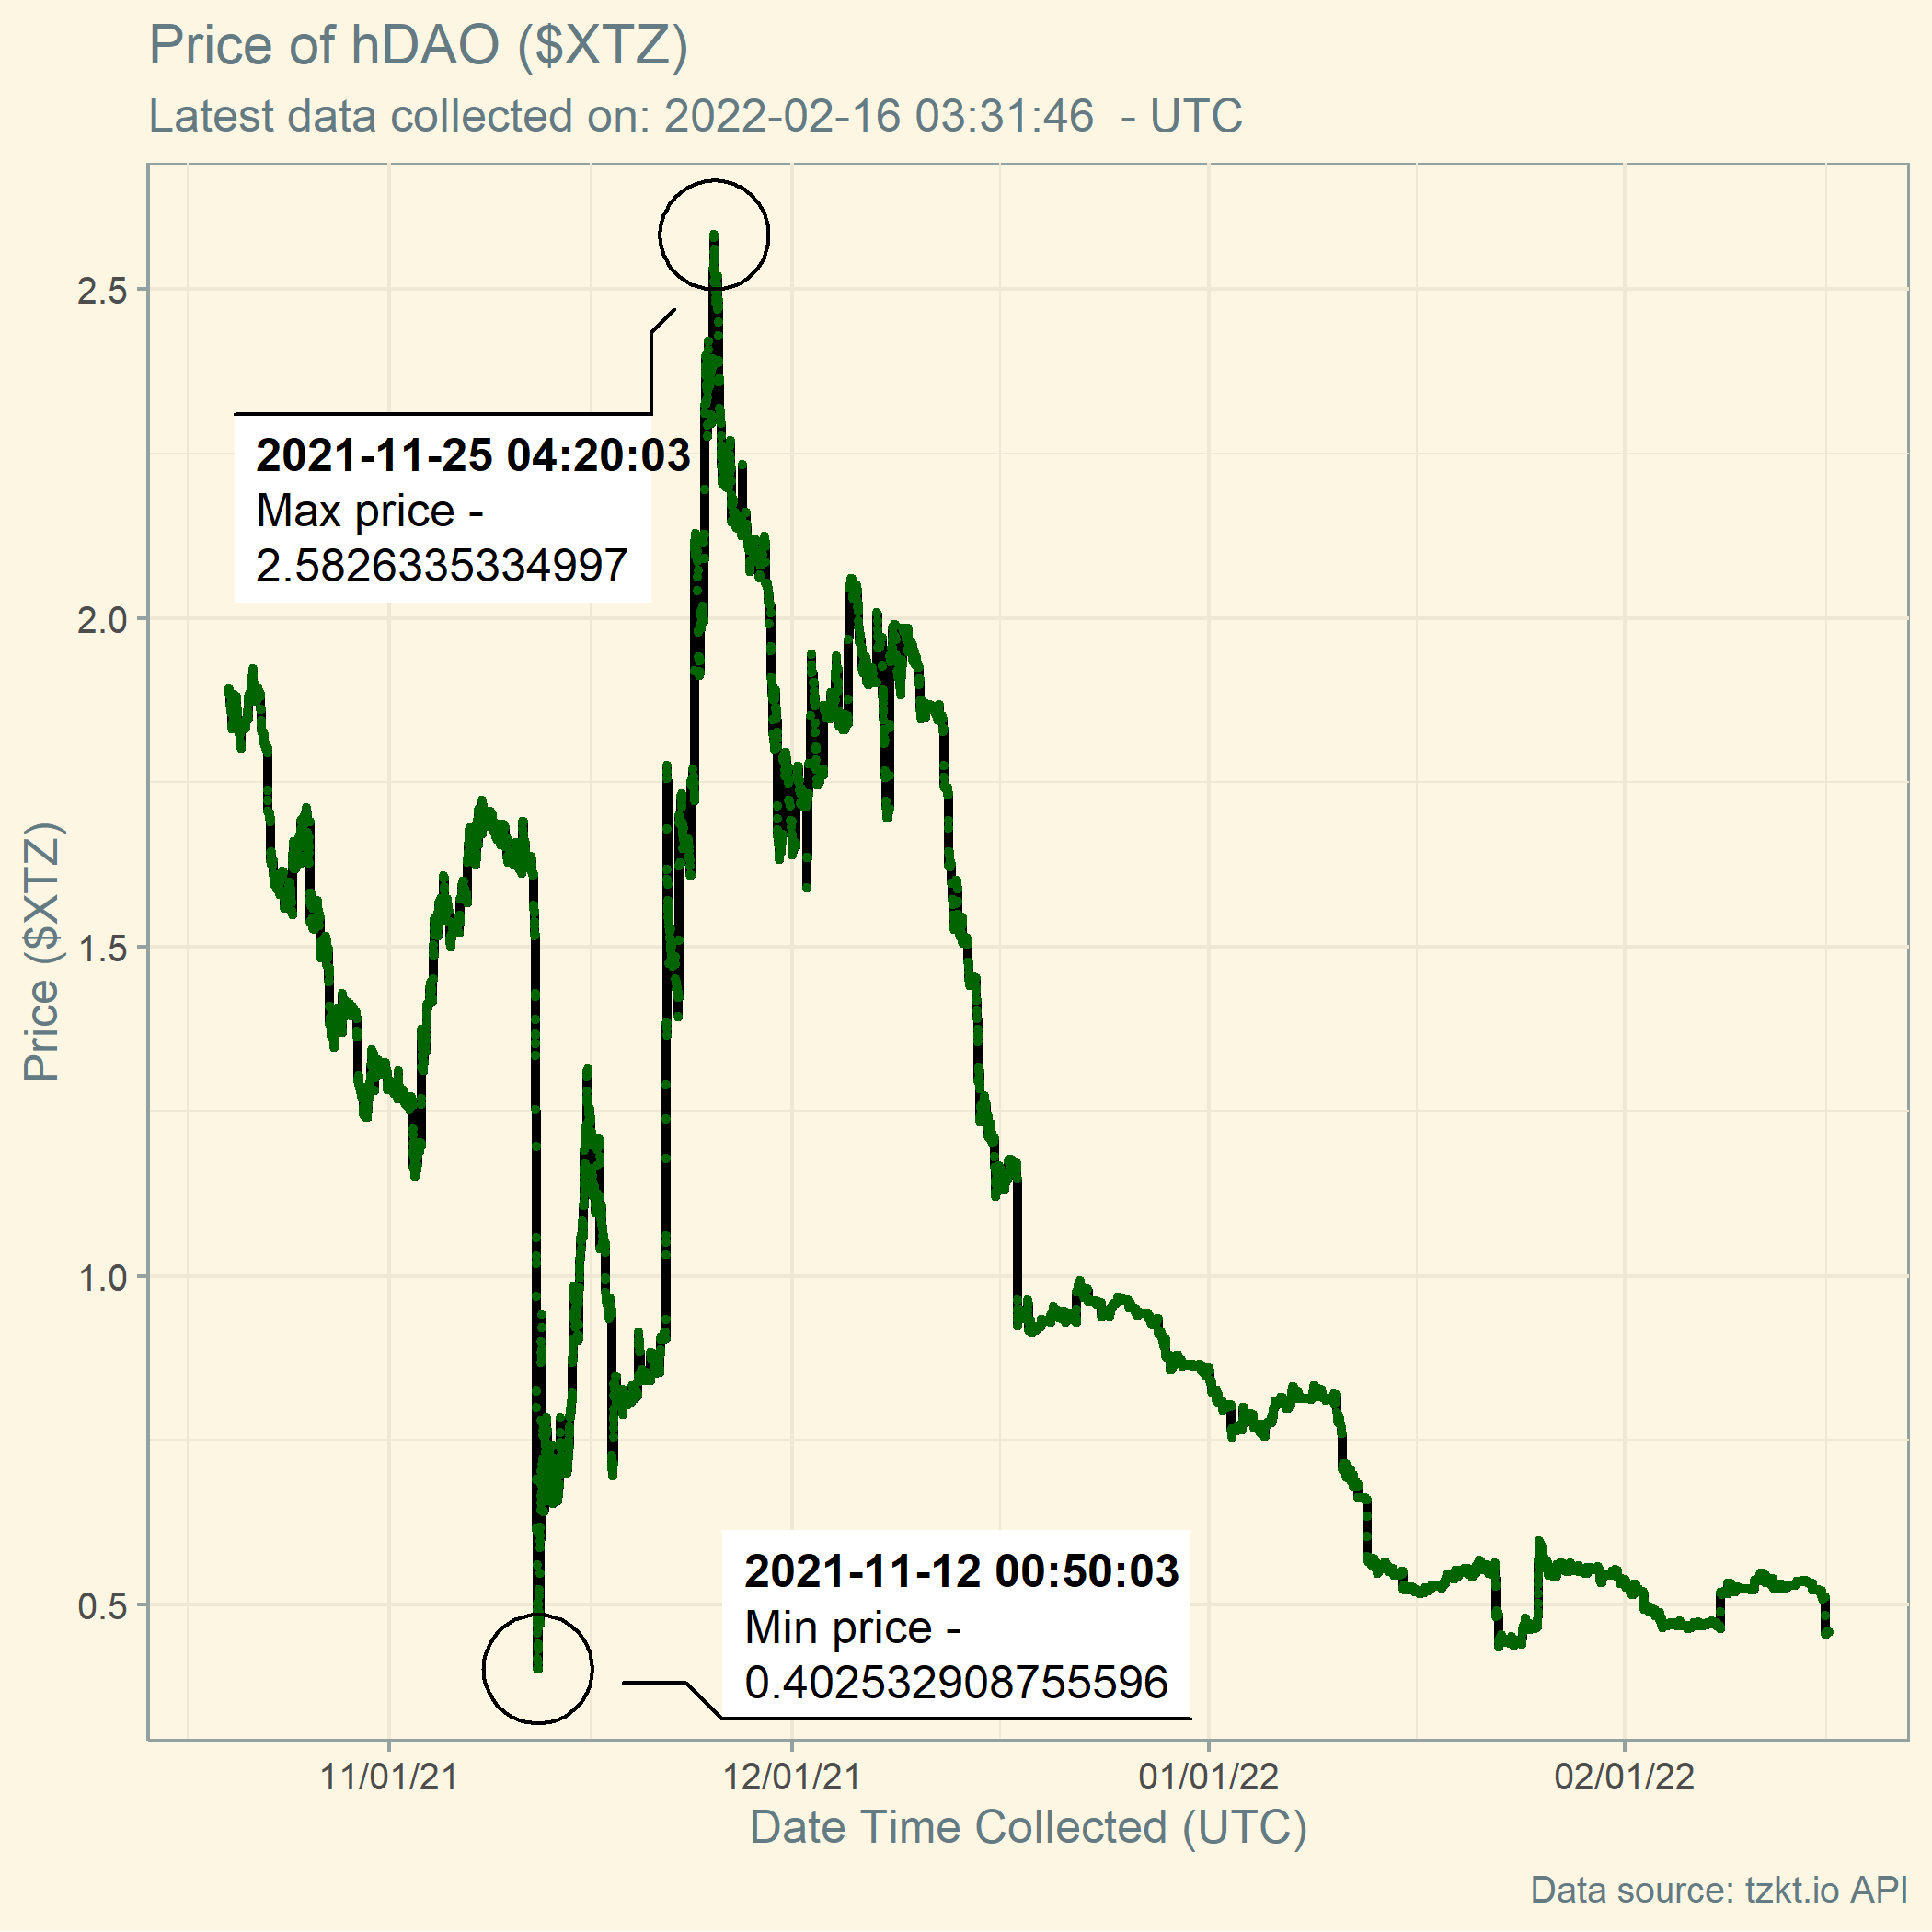 Price of hDAO ($XTZ)
Latest data collected on: 2022-02-16 03:31:46  - UTC
2.5
2.0
1.5
1.0
0.5
Price ($XTZ)
2021-11-25 04:20:03
Max price -
2.5826335334997
2021-11-12 00:50:03
Min price -
0.402532908755596
11/01/21
12/01/21
01/01/22
02/01/22
Date Time Collected (UTC)
Data source: tzkt.io API